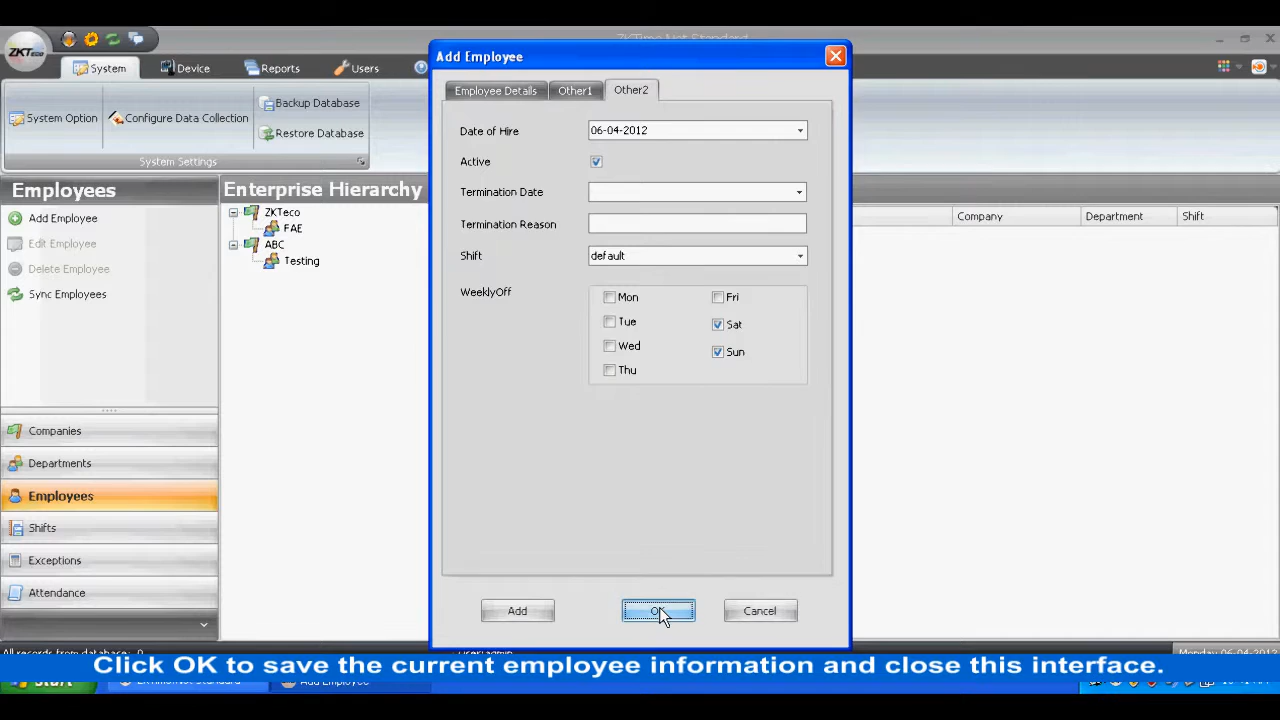 ZKTeco
ZKTime.Net Standard
System
Device
Reports
Users
System Option
Configure Data Collection
Backup Database
Restore Database
System Settings
Employees
Add Employee
Edit Employee
Delete Employee
Sync Employees
Companies
Departments
Employees
Shifts
Exceptions
Attendance
Enterprise Hierarchy
ZKTeco
FAE
ABC
Testing
Company
Department
Shift
Add Employee
Employee Details
Other1
Other2
Date of Hire
06-04-2012
Active
Termination Date
Termination Reason
Shift
default
WeeklyOff
Mon
Fri
Tue
Sat
Wed
Sun
Thu
Add
OK
Cancel
Click OK to save the current employee information and close this interface.
Add Employee